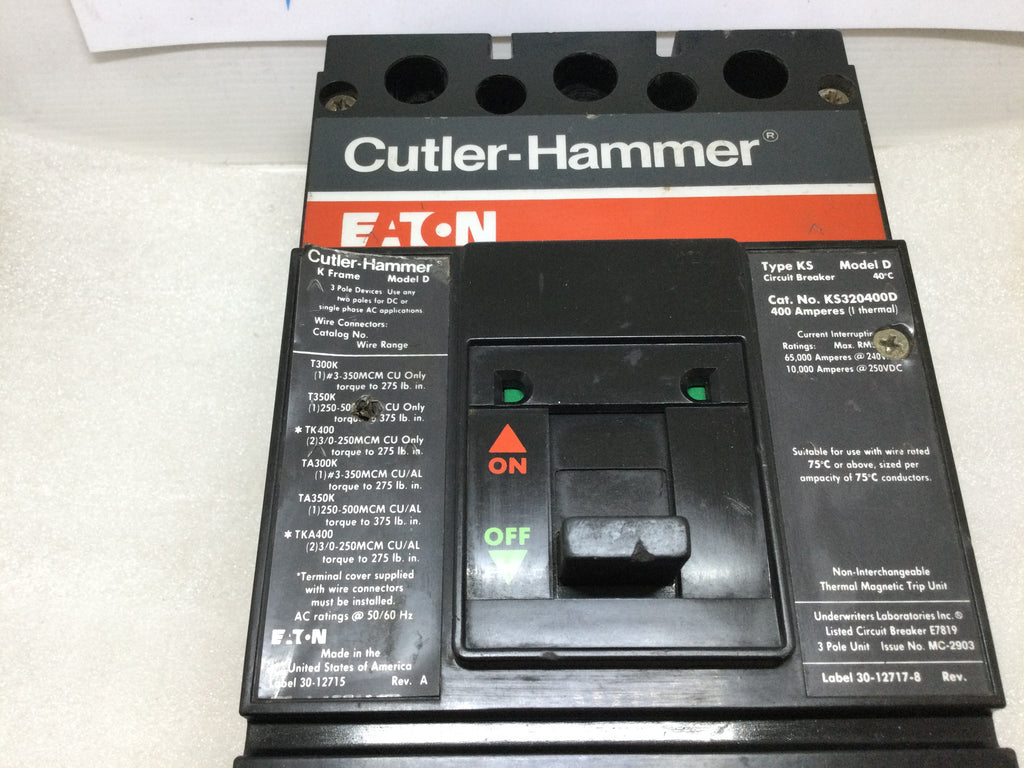 Cutler-Hammer®
EATON
Cutler-Hammer
K Frame Model D
3 Pole Devices: Use any
two poles for DC or
single phase AC applications
Wire Connectors:
Catalog No.
Wire Range
T300K
(1)#3-350MCM CU Only
torque to 275 lb. in.
T350K
(1)250-50 CU Only
375 lb. in.
*TK400
(2)3/0-250MCM CU Only
torque to 275 lb. in.
TA300K
(1)#3-350MCM CU/AL
torque to 275 lb. in.
TA350K
(1)250-500MCM CU/AL
torque to 375 lb. in.
*TKA400
(2)3/0-250MCM CU/AL
torque to 275 lb. in.
*Terminal cover supplied
with wire connectors
must be installed.
AC ratings @ 50/60 Hz
EATON
Made in the
United States of America
Label 30-12715 Rev. A
ON
OFF
Type KS Model D
Circuit Breaker 40°C
Cat. No. KS320400D
400 Amperes (1 thermal)
Current Interrupting
Ratings: Max. RMS
65,000 Amperes @ 240V
10,000 Amperes @ 250VDC
Suitable for use with wire rated
75°C or above, sized per
ampacity of 75°C conductors.
Non-Interchangeable
Thermal Magnetic Trip Unit
Underwriters Laboratories Inc.®
Listed Circuit Breaker E7819
3 Pole Unit Issue No. MC-2903
Label 30-12717-8 Rev.